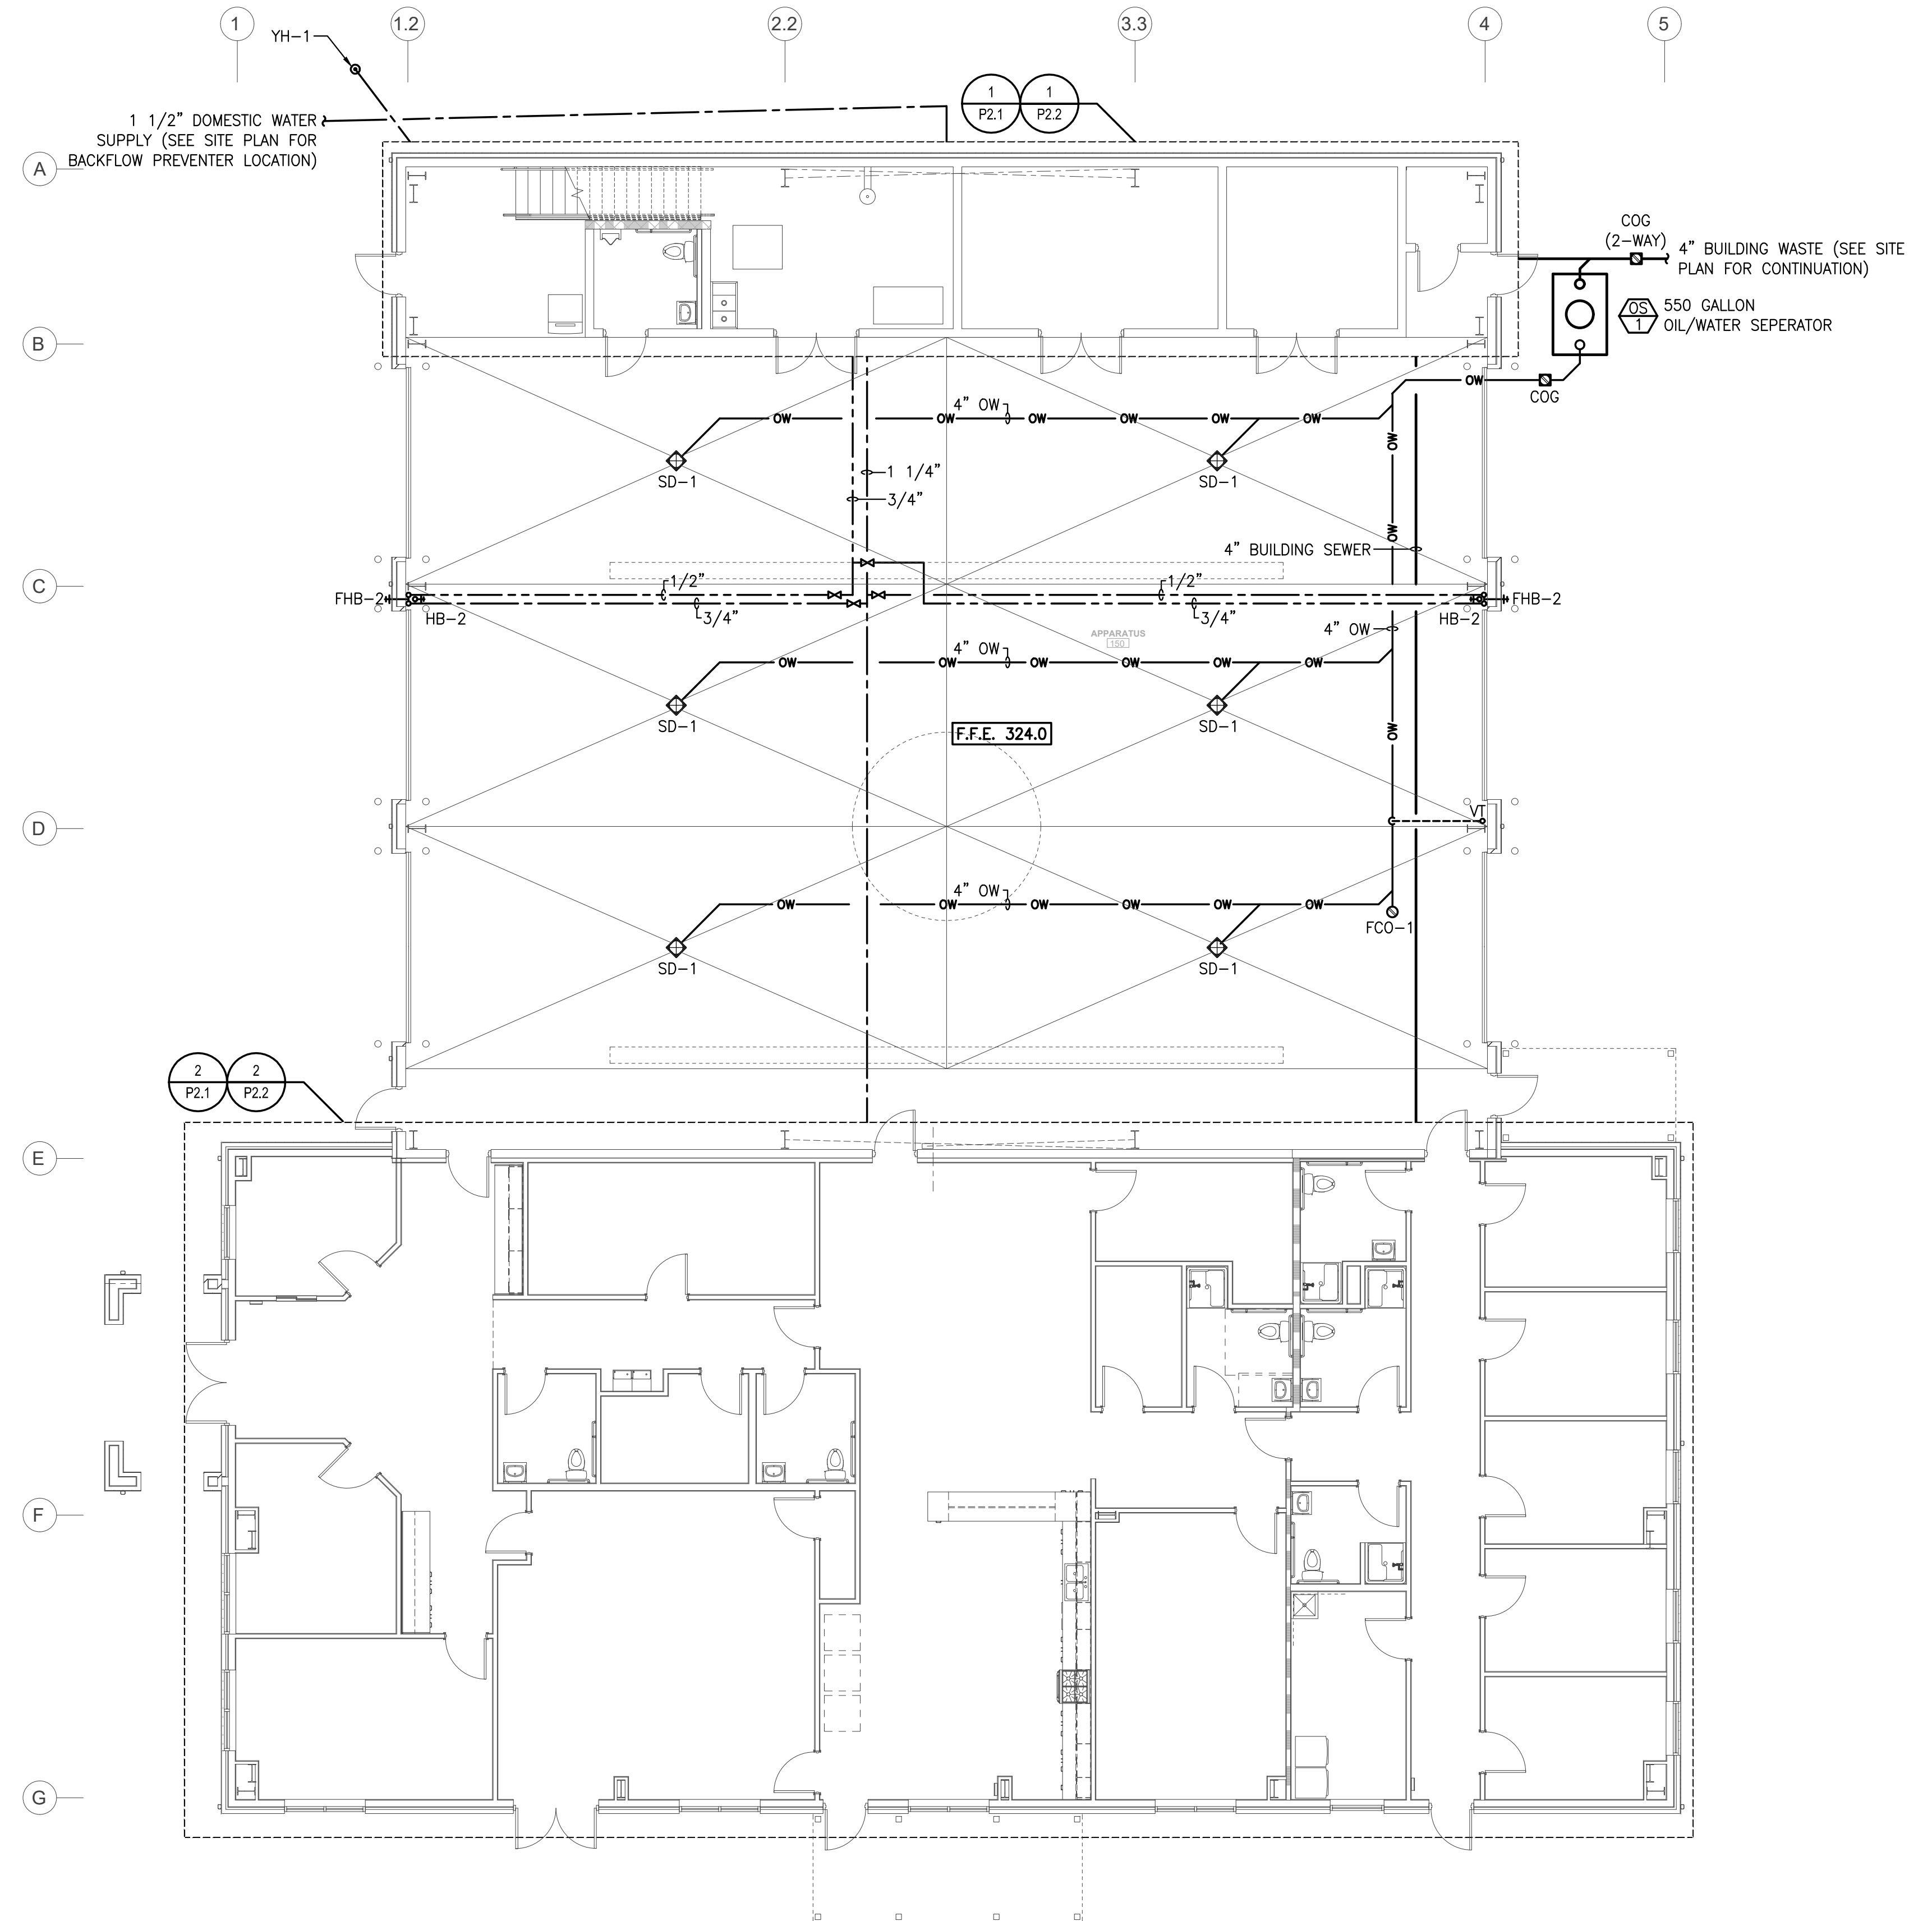 1
1.2
2.2
3.3
4
5
YH-1
1 1/2" DOMESTIC WATER
SUPPLY (SEE SITE PLAN FOR
BACKFLOW PREVENTER LOCATION)
1
P2.1
1
P2.2
A
COG
(2-WAY)
4" BUILDING WASTE (SEE SITE
PLAN FOR CONTINUATION)
OS
1
550 GALLON
OIL/WATER SEPERATOR
B
OW
COG
4" OW
OW
OW
OW
OW
OW
OW
OW
SD-1
SD-1
1 1/4"
3/4"
OW
4" BUILDING SEWER
C
1/2"
1/2"
FHB-2
FHB-2
3/4"
3/4"
HB-2
HB-2
APPARATUS
150
4" OW
4" OW
OW
OW
OW
OW
OW
OW
SD-1
SD-1
OW
F.F.E. 324.0
VT
D
4" OW
OW
OW
OW
OW
OW
OW
FCO-1
SD-1
SD-1
2
P2.1
2
P2.2
E
F
G